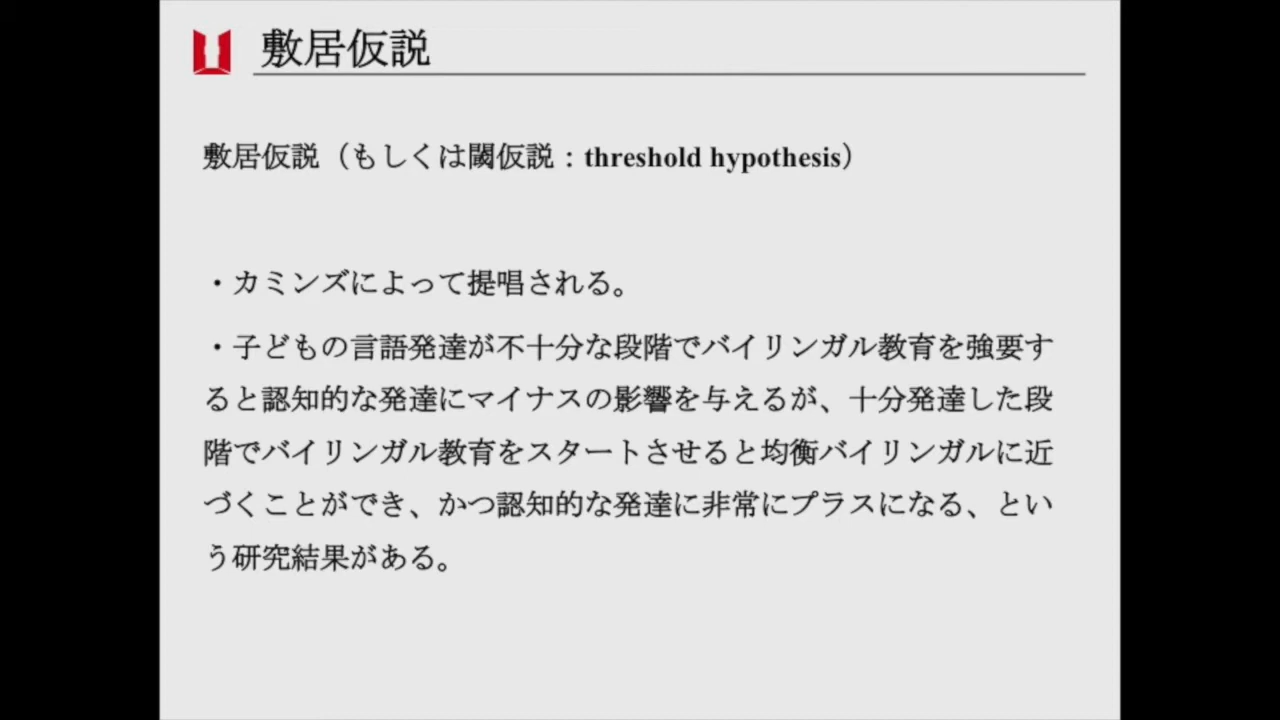 敷居仮説
敷居仮説（もしくは閾仮説：threshold hypothesis）
・カミンズによって提唱される。
・子どもの言語発達が不十分な段階でバイリンガル教育を強要す
ると認知的な発達にマイナスの影響を与えるが、十分発達した段
階でバイリンガル教育をスタートさせると均衡バイリンガルに近
づくことができ、かつ認知的な発達に非常にプラスになる、とい
う研究結果がある。